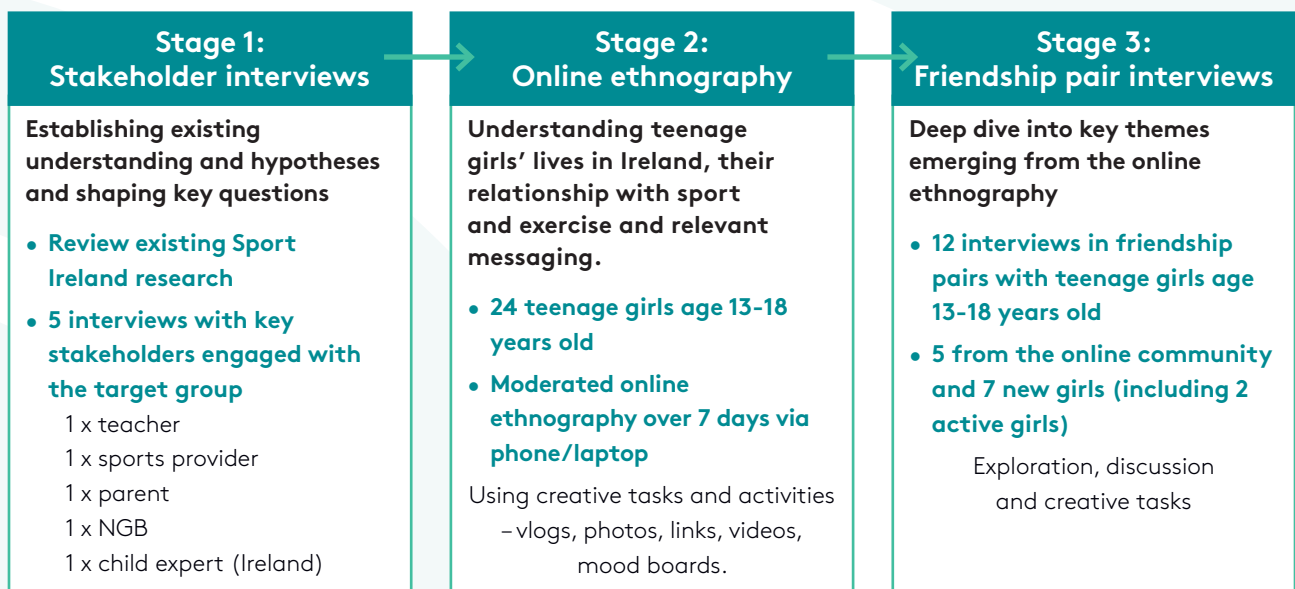 Stage 1:
Stakeholder interviews
Establishing existing
understanding and hypotheses
and shaping key questions
• Review existing Sport
Ireland research
• 5 interviews with key
stakeholders engaged with
the target group
1 x teacher
1 x sports provider
1 x parent
1 x NGB
1 x child expert (Ireland)
Stage 2:
Online ethnography
Understanding teenage
girls’ lives in Ireland, their
relationship with sport
and exercise and relevant
messaging.
• 24 teenage girls age 13-18
years old
• Moderated online
ethnography over 7 days via
phone/laptop
Using creative tasks and activities
– vlogs, photos, links, videos,
mood boards.
Stage 3:
Friendship pair interviews
Deep dive into key themes
emerging from the online
ethnography
• 12 interviews in friendship
pairs with teenage girls age
13-18 years old
• 5 from the online community
and 7 new girls (including 2
active girls)
Exploration, discussion
and creative tasks